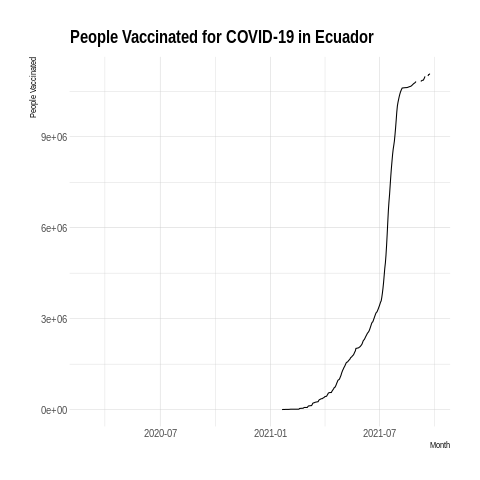 People Vaccinated for COVID-19 in Ecuador
People Vaccinated
9e+06
6e+06
3e+06
0e+00
2020-07 2021-01 2021-07
Month